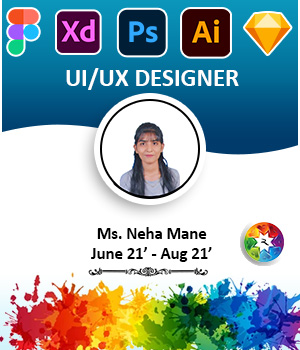 Xd Ps Ai
UI/UX DESIGNER
Ms. Neha Mane
June 21’ - Aug 21’